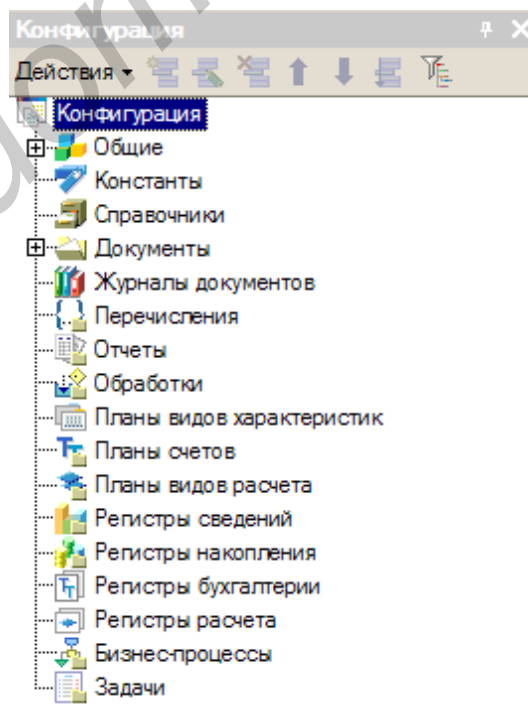 Конфигурация
Действия
Конфигурация
Общие
Константы
Справочники
Документы
Журналы документов
Перечисления
Отчеты
Обработки
Планы видов характеристик
Планы счетов
Планы видов расчета
Регистры сведений
Регистры накопления
Регистры бухгалтерии
Регистры расчета
Бизнес-процессы
Задачи